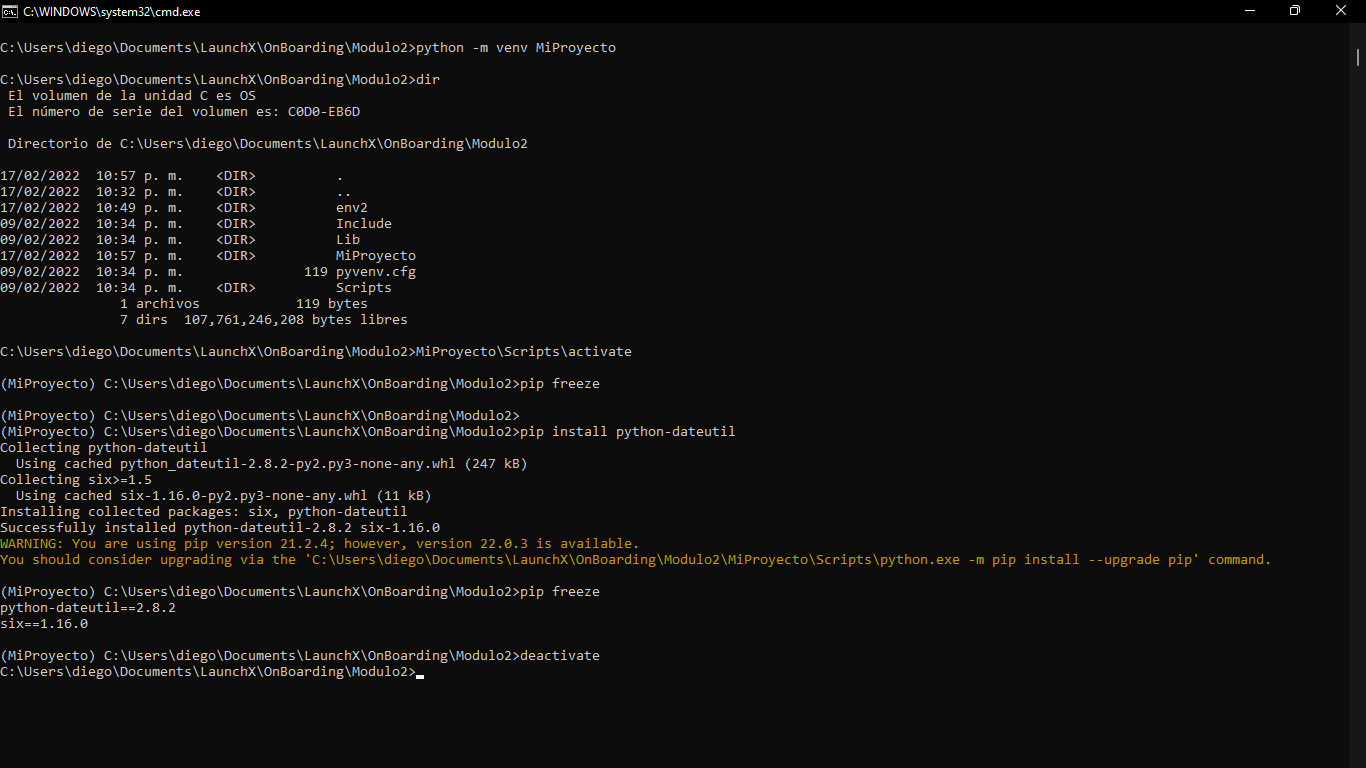 C:\WINDOWS\system32\cmd.exe
C:\Users\diego\Documents\LaunchX\OnBoarding\Modulo2>python -m venv MiProyecto
C:\Users\diego\Documents\LaunchX\OnBoarding\Modulo2>dir
 El volumen de la unidad C es OS
 El número de serie del volumen es: C0D0-EB6D
 Directorio de C:\Users\diego\Documents\LaunchX\OnBoarding\Modulo2
17/02/2022  10:57 p. m.    <DIR>          .
17/02/2022  10:32 p. m.    <DIR>          ..
17/02/2022  10:49 p. m.    <DIR>          env2
09/02/2022  10:34 p. m.    <DIR>          Include
09/02/2022  10:34 p. m.    <DIR>          Lib
17/02/2022  10:57 p. m.    <DIR>          MiProyecto
09/02/2022  10:34 p. m.               119 pyvenv.cfg
09/02/2022  10:34 p. m.    <DIR>          Scripts
               1 archivos            119 bytes
               7 dirs  107,761,246,208 bytes libres
C:\Users\diego\Documents\LaunchX\OnBoarding\Modulo2>MiProyecto\Scripts\activate
(MiProyecto) C:\Users\diego\Documents\LaunchX\OnBoarding\Modulo2>pip freeze
(MiProyecto) C:\Users\diego\Documents\LaunchX\OnBoarding\Modulo2>
(MiProyecto) C:\Users\diego\Documents\LaunchX\OnBoarding\Modulo2>pip install python-dateutil
Collecting python-dateutil
  Using cached python_dateutil-2.8.2-py2.py3-none-any.whl (247 kB)
Collecting six>=1.5
  Using cached six-1.16.0-py2.py3-none-any.whl (11 kB)
Installing collected packages: six, python-dateutil
Successfully installed python-dateutil-2.8.2 six-1.16.0
WARNING: You are using pip version 21.2.4; however, version 22.0.3 is available.
You should consider upgrading via the 'C:\Users\diego\Documents\LaunchX\OnBoarding\Modulo2\MiProyecto\Scripts\python.exe -m pip install --upgrade pip' command.
(MiProyecto) C:\Users\diego\Documents\LaunchX\OnBoarding\Modulo2>pip freeze
python-dateutil==2.8.2
six==1.16.0
(MiProyecto) C:\Users\diego\Documents\LaunchX\OnBoarding\Modulo2>deactivate
C:\Users\diego\Documents\LaunchX\OnBoarding\Modulo2>